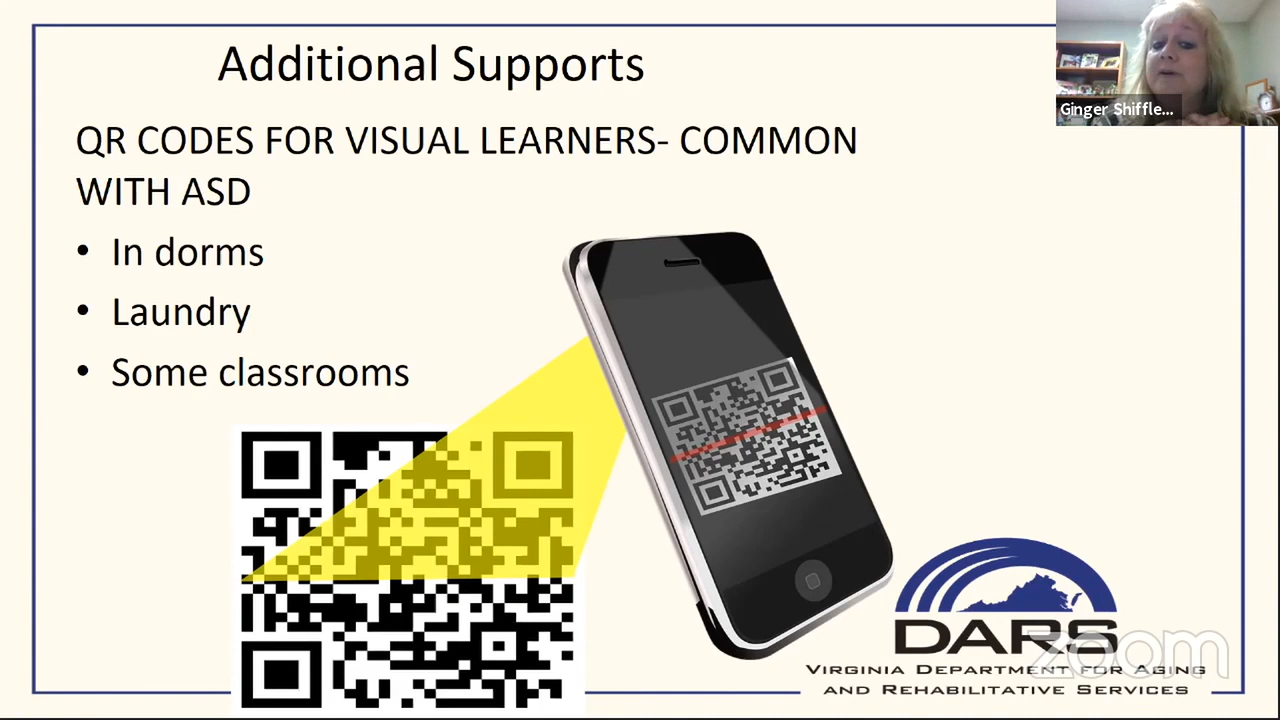 Additional Supports
Ginger Shiffle...
QR CODES FOR VISUAL LEARNERS- COMMON
WITH ASD
• In dorms
• Laundry
• Some classrooms
DARS
zoom
VIRGINIA DEPARTMENT FOR AGING
AND REHABILITATIVE SERVICES